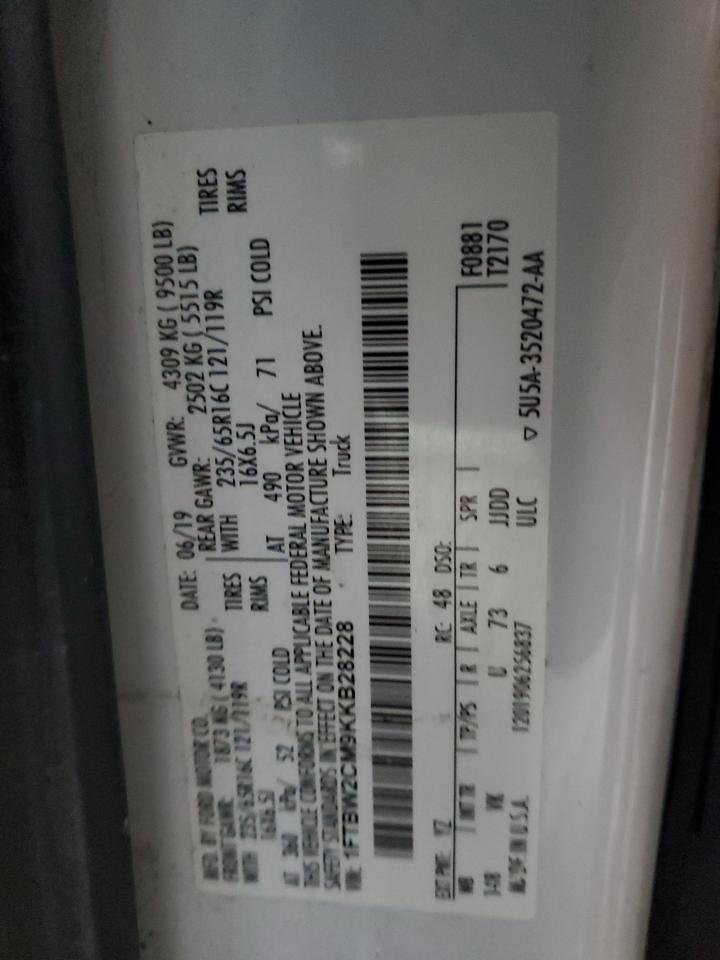 MFD. BY FORD MOTOR CO. DATE: 06/19 GVWR: 4309 KG ( 9500 LB)
FRONT GAWR: 1873 KG ( 4130 LB) REAR GAWR: 2502 KG ( 5515 LB)
WITH 235/65R16C 121/119R TIRES WITH 235/65R16C 121/119R TIRES
16X6.5J RIMS 16X6.5J RIMS
AT 360 kPa/ 52 PSI COLD AT 490 kPa/ 71 PSI COLD
THIS VEHICLE CONFORMS TO ALL APPLICABLE FEDERAL MOTOR VEHICLE
SAFETY STANDARDS IN EFFECT ON THE DATE OF MANUFACTURE SHOWN ABOVE.
VIN: 1FTBW2CM9KKB28228 TYPE: Truck
EXT PNT: YZ RC: 48 DSO:
WB INT TR TP/PS R AXLE TR SPR F0881
148 VK U 73 6 JJDD T2170
1201906256837 ULC
IN U.S.A. ▽ 5U5A-3520472-AA